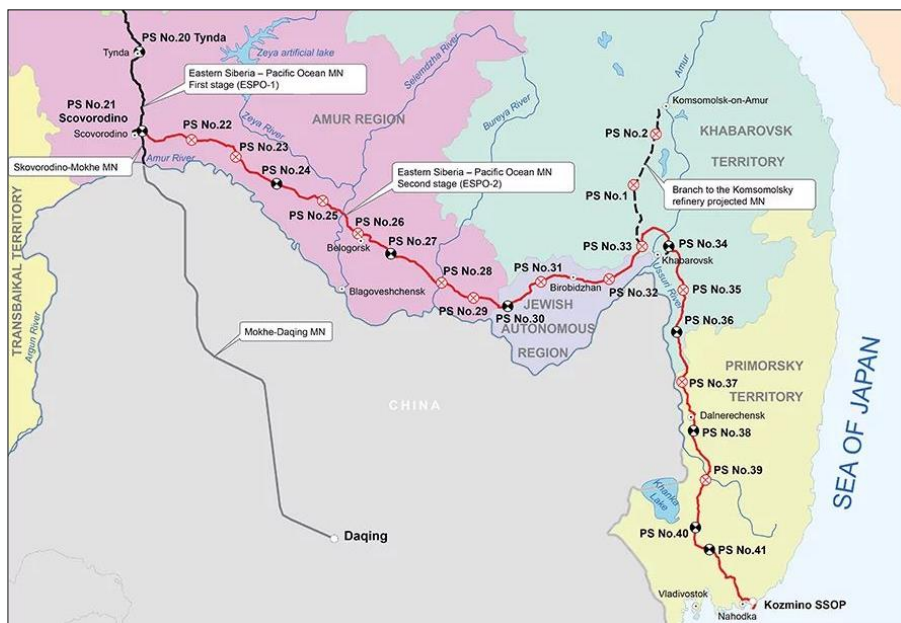 PS No.20 Tynda
Tynda
Zeya artificial lake
Selemdzha River
Amur
Eastern Siberia – Pacific Ocean MN
First stage (ESPO-1)
Komsomolsk-on-Amur
PS No.21
Scovorodino
Scovorodino
PS No.22
Zeya River
AMUR REGION
Bureya River
PS No.2
KHABAROVSK
TERRITORY
PS No.23
Skovorodino-Mokhe MN
Amur River
PS No.24
Eastern Siberia – Pacific Ocean MN
Second stage (ESPO-2)
PS No.1
Branch to the Komsomolsky
refinery projected MN
TRANSBAIKAL TERRITORY
PS No.25
PS No.26
Belogorsk
PS No.27
PS No.33
PS No.34
Khabarovsk
PS No.28
PS No.31
Birobidzhan
PS No.32
Ussuri River
PS No.35
Blagoveshchensk
PS No.29
PS No.30
JEWISH
AUTONOMOUS
REGION
PS No.36
Argun River
Mokhe-Daqing MN
PRIMORSKY
TERRITORY
PS No.37
CHINA
Dalnerechensk
PS No.38
SEA OF JAPAN
PS No.39
Khanka
Lake
Daqing
PS No.40
PS No.41
Vladivostok
Nahodka
Kozmino SSOP